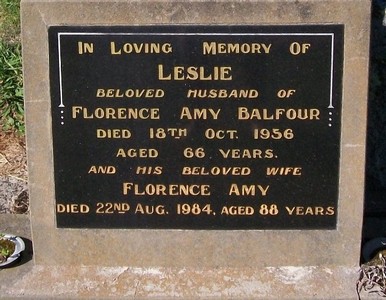 In Loving Memory Of
Leslie
beloved husband of
Florence Amy Balfour
died 18th Oct. 1956
aged 66 years.
and his beloved wife
Florence Amy
Died 22nd Aug. 1984, aged 88 years